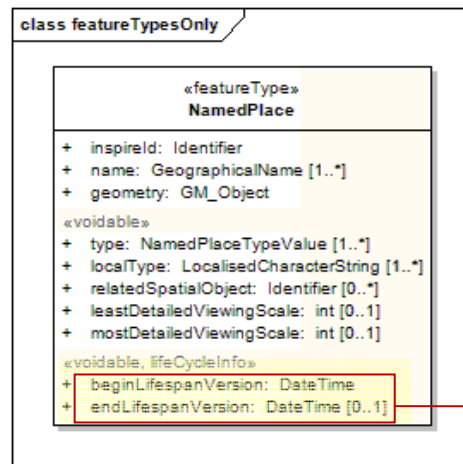 class featureTypesOnly
«featureType»
NamedPlace
+ inspireId: Identifier
+ name: GeographicalName [1..*]
+ geometry: GM_Object
«voidable»
+ type: NamedPlaceTypeValue [1..*]
+ localType: LocalisedCharacterString [1..*]
+ relatedSpatialObject: Identifier [0..*]
+ leastDetailedViewingScale: int [0..1]
+ mostDetailedViewingScale: int [0..1]
«voidable, lifeCycleInfo»
+ beginLifespanVersion: DateTime
+ endLifespanVersion: DateTime [0..1]